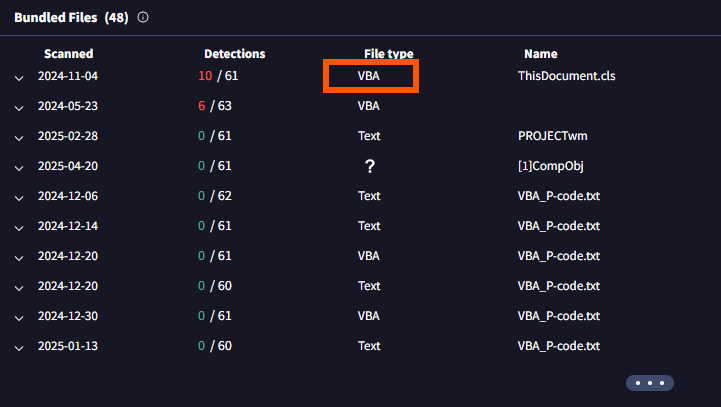 Bundled Files (48)
Scanned Detections File type Name
2024-11-04 10 / 61 VBA ThisDocument.cls
2024-05-23 6 / 63 VBA
2025-02-28 0 / 61 Text PROJECTwm
2025-04-20 0 / 61 ? [1]CompObj
2024-12-06 0 / 62 Text VBA_P-code.txt
2024-12-14 0 / 61 Text VBA_P-code.txt
2024-12-20 0 / 61 VBA VBA_P-code.txt
2024-12-20 0 / 60 Text VBA_P-code.txt
2024-12-30 0 / 61 VBA VBA_P-code.txt
2025-01-13 0 / 60 Text VBA_P-code.txt